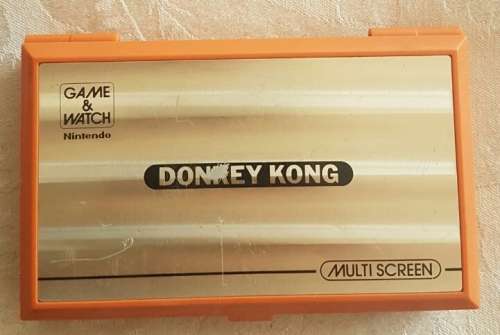 GAME
&
WATCH
Nintendo
DONKEY KONG
MULTI SCREEN